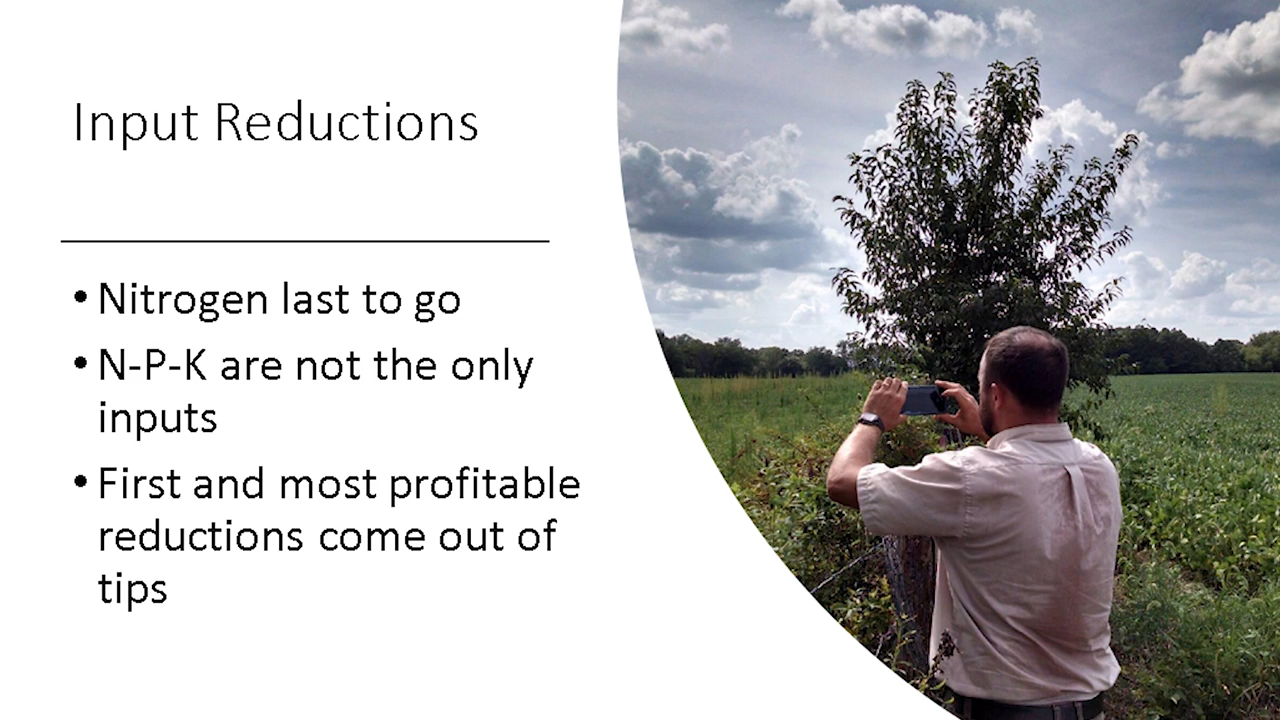 Input Reductions
• Nitrogen last to go
• N-P-K are not the only
inputs
• First and most profitable
reductions come out of
tips